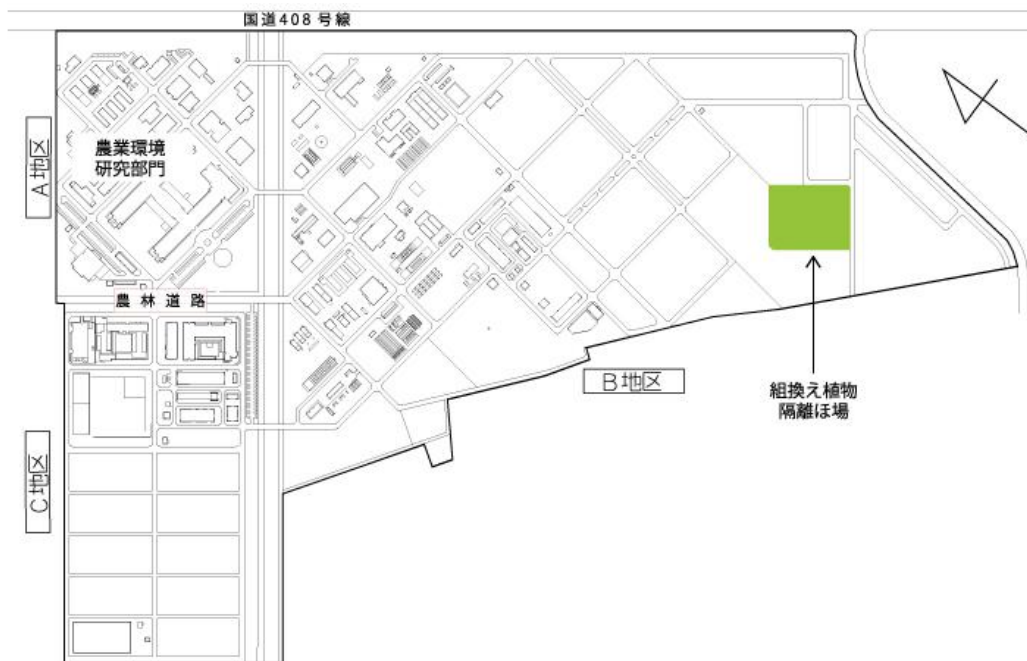 国道408号線
A地区
農業環境
研究部門
農林道路
B地区
組換え植物
隔離ほ場
C地区